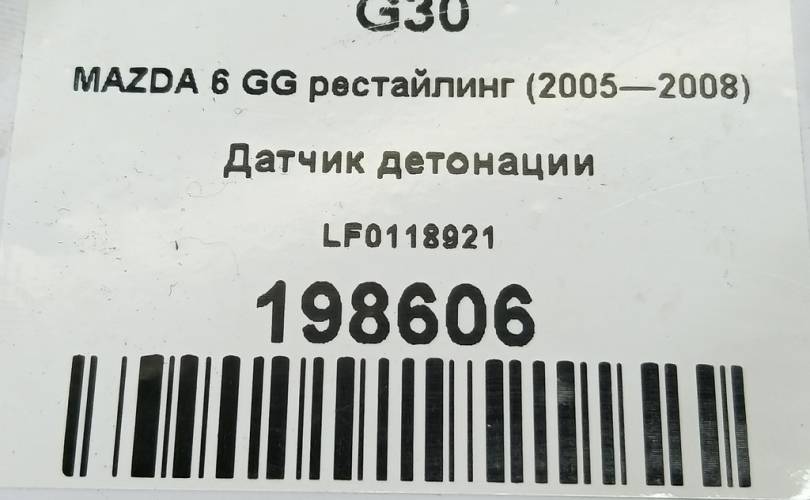 G30
MAZDA 6 GG рестайлинг (2005—2008)
Датчик детонации
LF0118921
198606